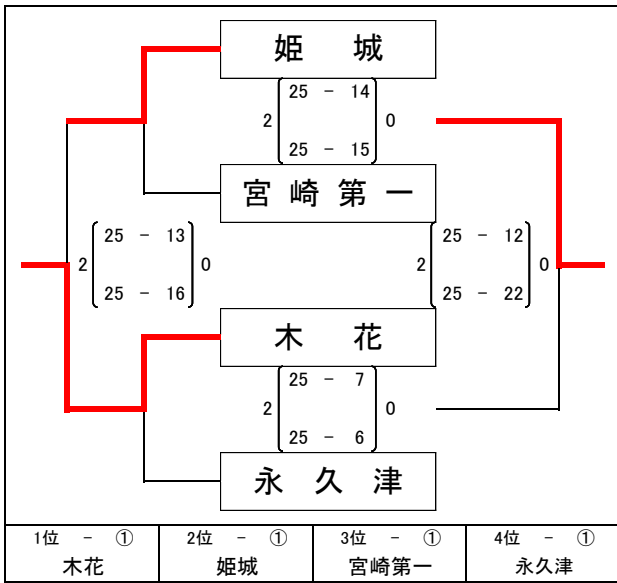 姫 城
25 - 14
2 0
25 - 15
宮 崎 第 一
25 - 13
2 0
25 - 16
25 - 12
2 0
25 - 22
木 花
25 - 7
2 0
25 - 6
永 久 津
1位 - ① 2位 - ① 3位 - ① 4位 - ①
木花 姫城 宮崎第一 永久津